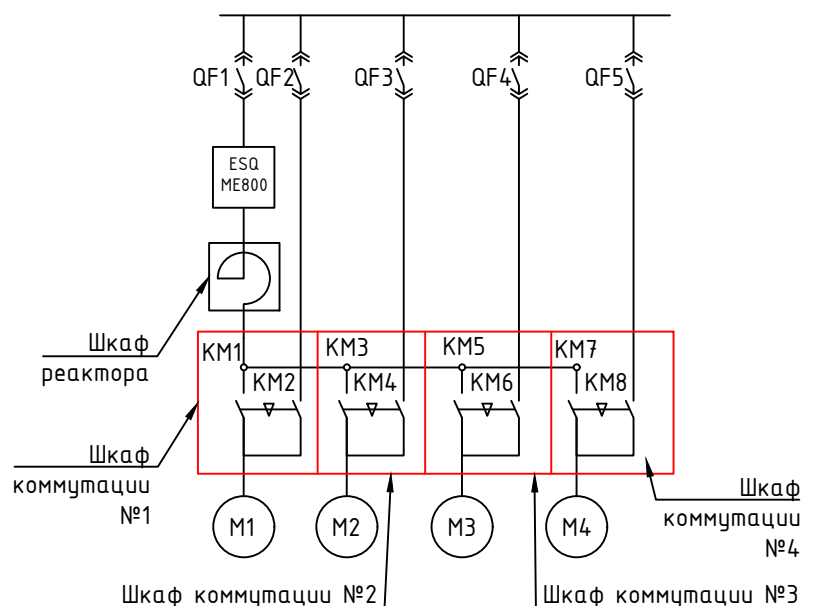 QF1
QF2
QF3
QF4
QF5
ESQ
ME800
Шкаф
реактора
KM1
KM3
KM5
KM7
KM2
KM4
KM6
KM8
Шкаф
коммутации
№1
M1
M2
M3
M4
Шкаф
коммутации
№4
Шкаф коммутации №2
Шкаф коммутации №3